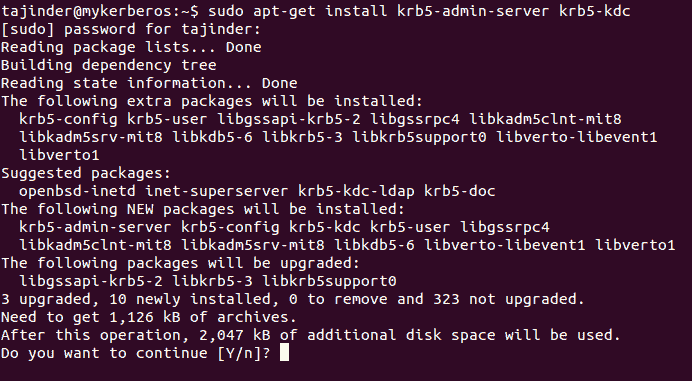 tajinder@mykerberos:~$ sudo apt-get install krb5-admin-server krb5-kdc
[sudo] password for tajinder:
Reading package lists... Done
Building dependency tree
Reading state information... Done
The following extra packages will be installed:
  krb5-config krb5-user libgssapi-krb5-2 libgssrpc4 libkadm5clnt-mit8
  libkadm5srv-mit8 libkdb5-6 libkrb5-3 libkrb5support0 libverto-libevent1
  libverto1
Suggested packages:
  openbsd-inetd inet-superserver krb5-kdc-ldap krb5-doc
The following NEW packages will be installed:
  krb5-admin-server krb5-config krb5-kdc krb5-user libgssrpc4
  libkadm5clnt-mit8 libkadm5srv-mit8 libkdb5-6 libverto-libevent1 libverto1
The following packages will be upgraded:
  libgssapi-krb5-2 libkrb5-3 libkrb5support0
3 upgraded, 10 newly installed, 0 to remove and 323 not upgraded.
Need to get 1,126 kB of archives.
After this operation, 2,047 kB of additional disk space will be used.
Do you want to continue [Y/n]?